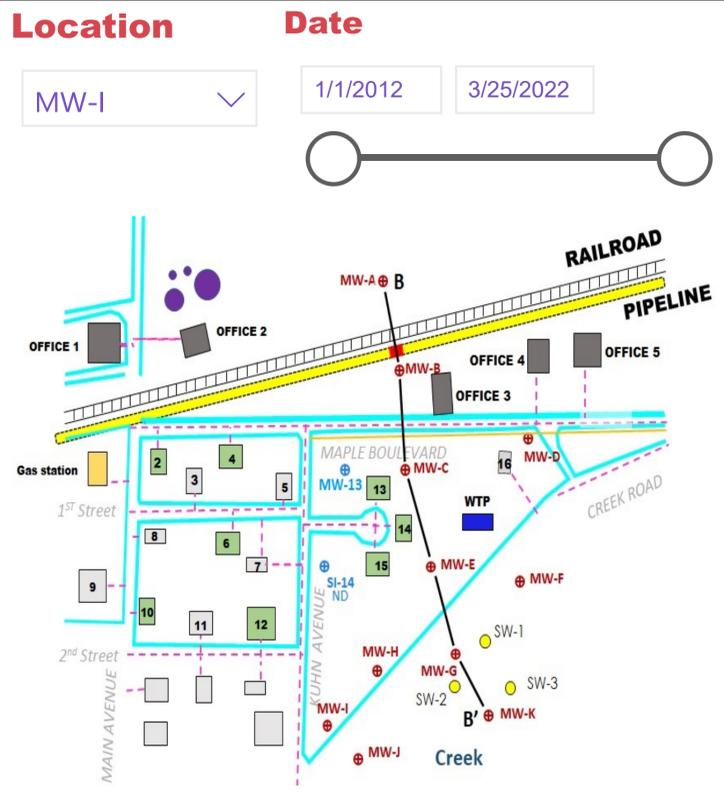 Location
Date
MW-I
1/1/2012
3/25/2022
RAILROAD
MW-A
B
PIPELINE
OFFICE 1
OFFICE 2
OFFICE 4
OFFICE 5
MW-B
OFFICE 3
MAPLE BOULEVARD
MW-D
Gas station
2
4
3
5
MW-13
MW-C
16
13
CREEK ROAD
1ST Street
WTP
14
8
6
7
15
MW-E
MW-F
SI-14
ND
9
10
11
12
KUHN AVENUE
SW-1
2nd Street
MW-H
MW-G
SW-2
SW-3
MAIN AVENUE
MW-I
B'
MW-K
MW-J
Creek